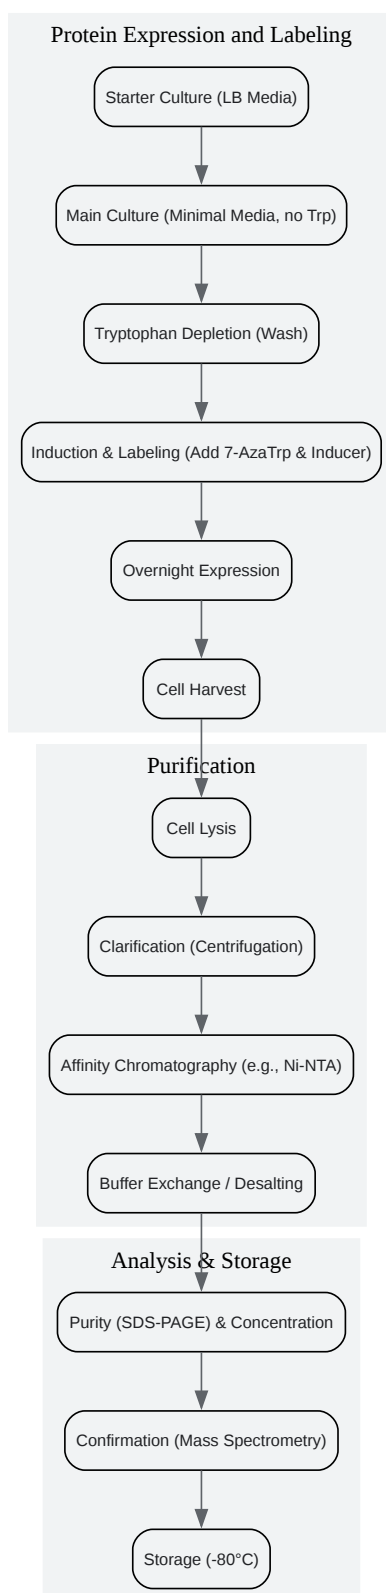 Protein Expression and Labeling
Starter Culture (LB Media)
Main Culture (Minimal Media, no Trp)
Tryptophan Depletion (Wash)
Induction & Labeling (Add 7-AzaTrp & Inducer)
Overnight Expression
Cell Harvest
Purification
Cell Lysis
Clarification (Centrifugation)
Affinity Chromatography (e.g., Ni-NTA)
Buffer Exchange / Desalting
Analysis & Storage
Purity (SDS-PAGE) & Concentration
Confirmation (Mass Spectrometry)
Storage (-80°C)